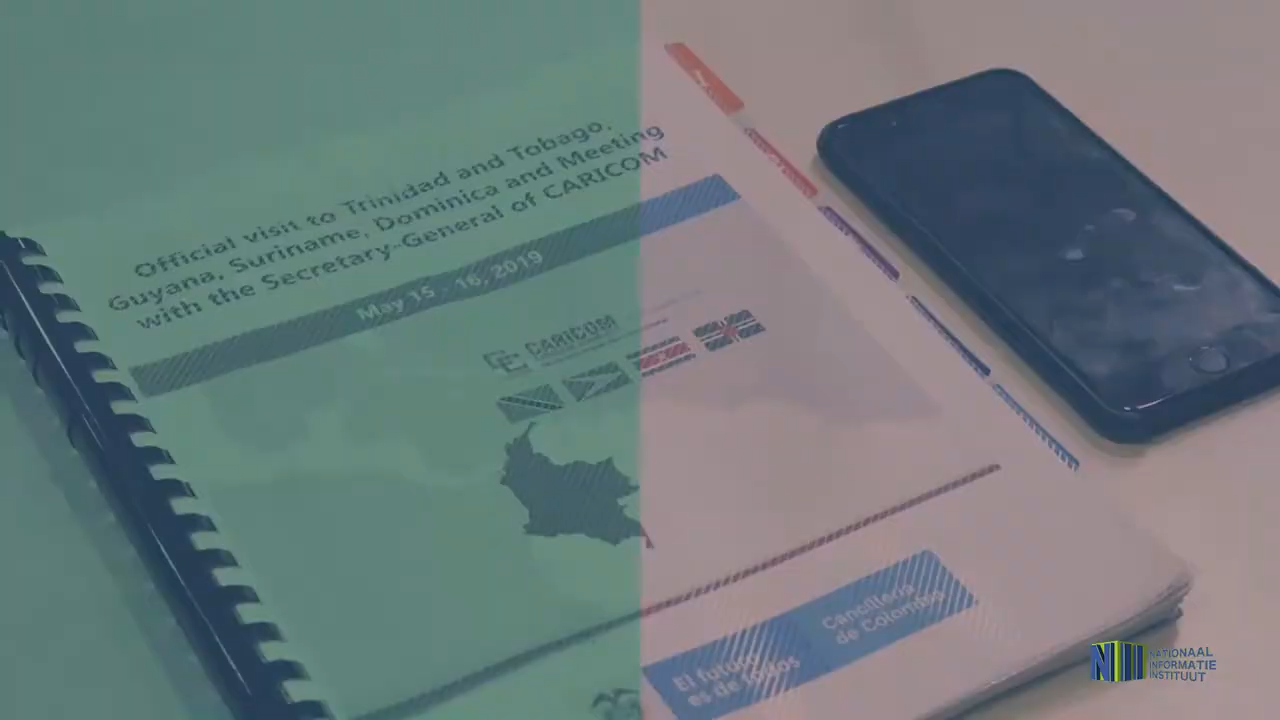 Official visit to Trinidad and Tobago,
Guyana, Suriname, Dominica and Meeting
with the Secretary-General of CARICOM
May 15 - 16, 2019
CARICOM
Cancillería
de Colombia
El futuro
es de todos
NATIONAAL
INFORMATIE
INSTITUUT